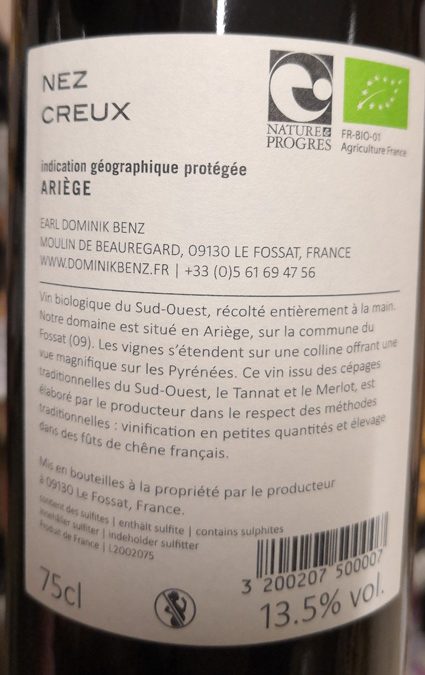 NEZ
CREUX
NATURE &
PROGRES
FR-BIO-01
Agriculture France
indication géographique protégée
ARIÈGE
EARL DOMINIK BENZ
MOULIN DE BEAUREGARD, 09130 LE FOSSAT, FRANCE
WWW.DOMINIKBENZ.FR | +33 (0)5 61 69 47 56
Vin biologique du Sud-Ouest, récolté entièrement à la main.
Notre domaine est situé en Ariège, sur la commune du
Fossat (09). Les vignes s'étendent sur une colline offrant une
vue magnifique sur les Pyrénées. Ce vin issu des cépages
traditionnelles du Sud-Ouest, le Tannat et le Merlot, est
élaboré par le producteur dans le respect des méthodes
traditionnelles : vinification en petites quantités et élevage
dans des fûts de chêne français.
Mis en bouteilles à la propriété par le producteur
à 09130 Le Fossat, France.
contient des sulfites | enthält sulfite | contains sulphites
innehåller sulfiter | indeholder sulfitter
Produit de France | L2002075
75cl
3 200207 500007
13.5% vol.